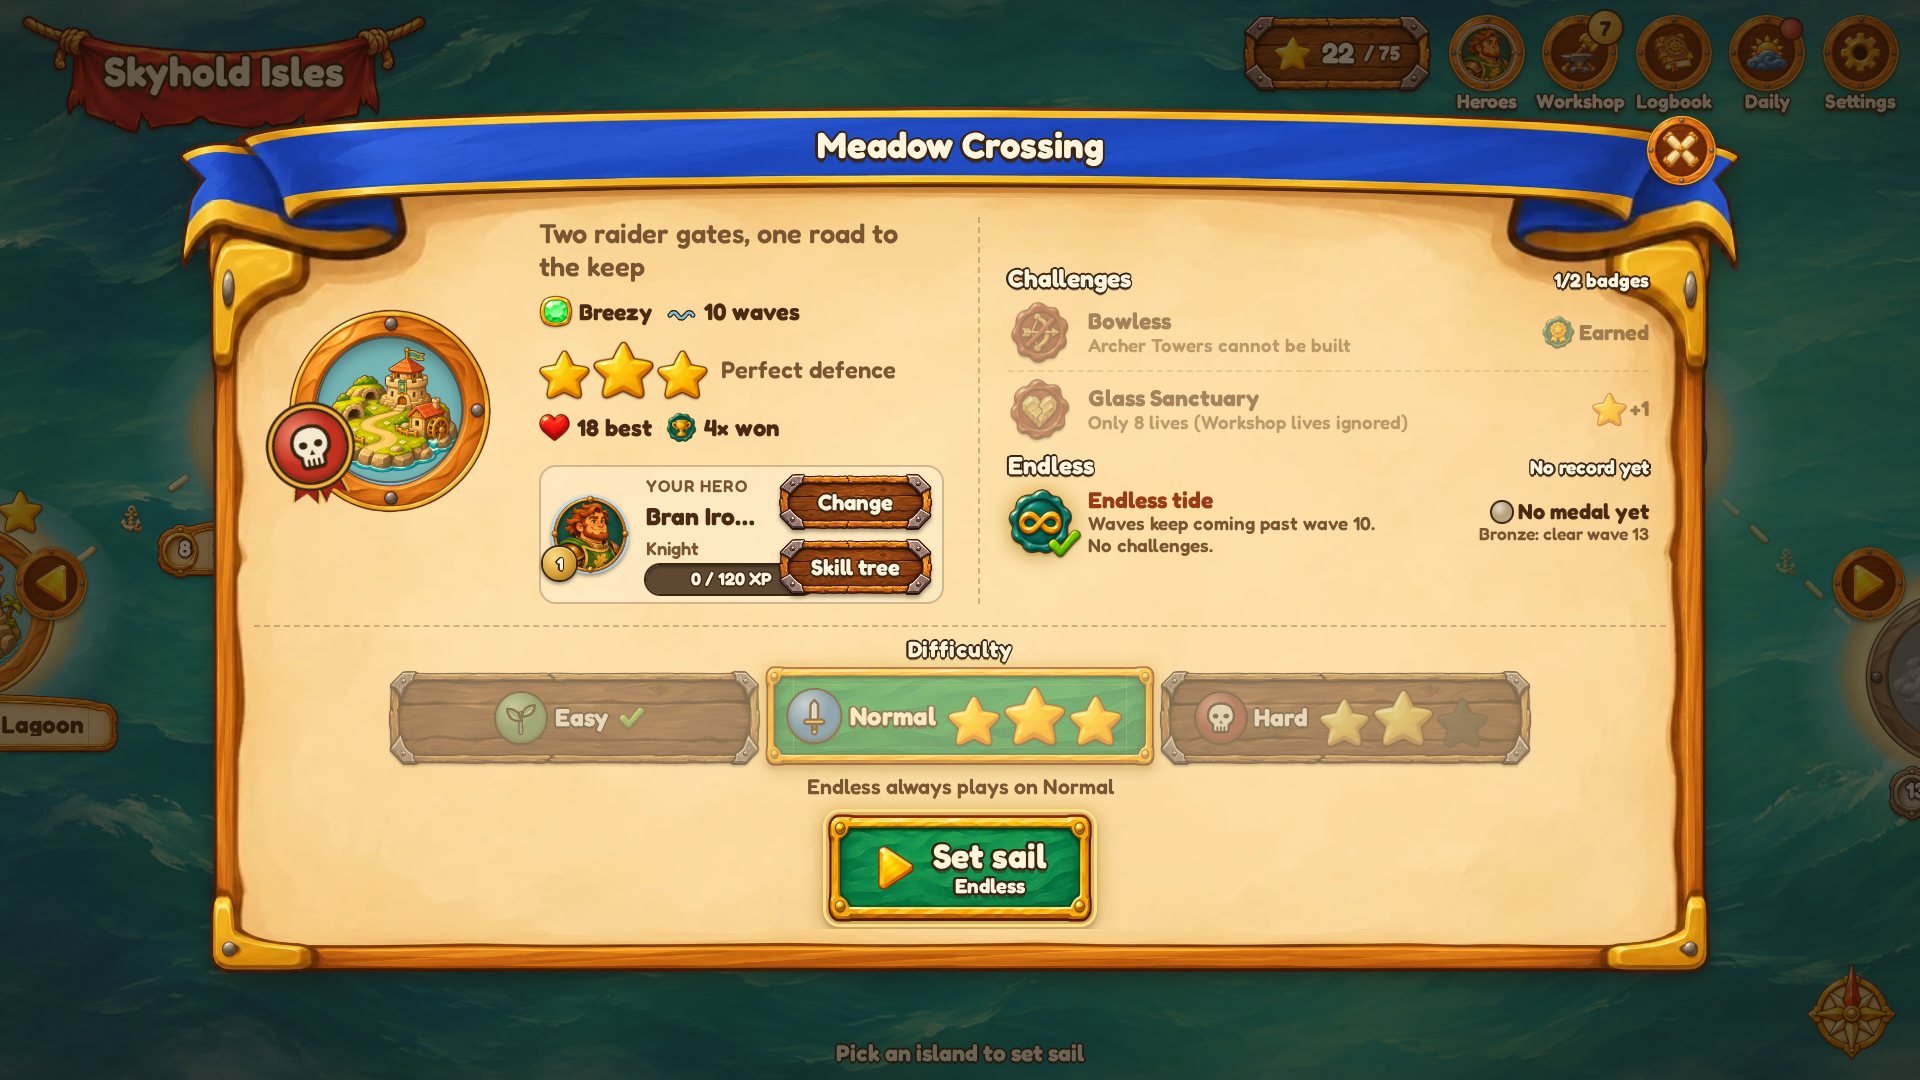 Skyhold Isles
22 / 75
7
Heroes
Workshop
Logbook
Daily
Settings
Meadow Crossing
Two raider gates, one road to
the keep
Breezy
10 waves
Perfect defence
18 best
4x won
YOUR HERO
Bran Iro...
Knight
1
0 / 120 XP
Change
Skill tree
Challenges
1/2 badges
Bowless
Archer Towers cannot be built
Earned
Glass Sanctuary
Only 8 lives (Workshop lives ignored)
+1
Endless
No record yet
Endless tide
Waves keep coming past wave 10.
No challenges.
No medal yet
Bronze: clear wave 13
8
Lagoon
13
Difficulty
Easy
Normal
Hard
Endless always plays on Normal
Set sail
Endless
Pick an island to set sail